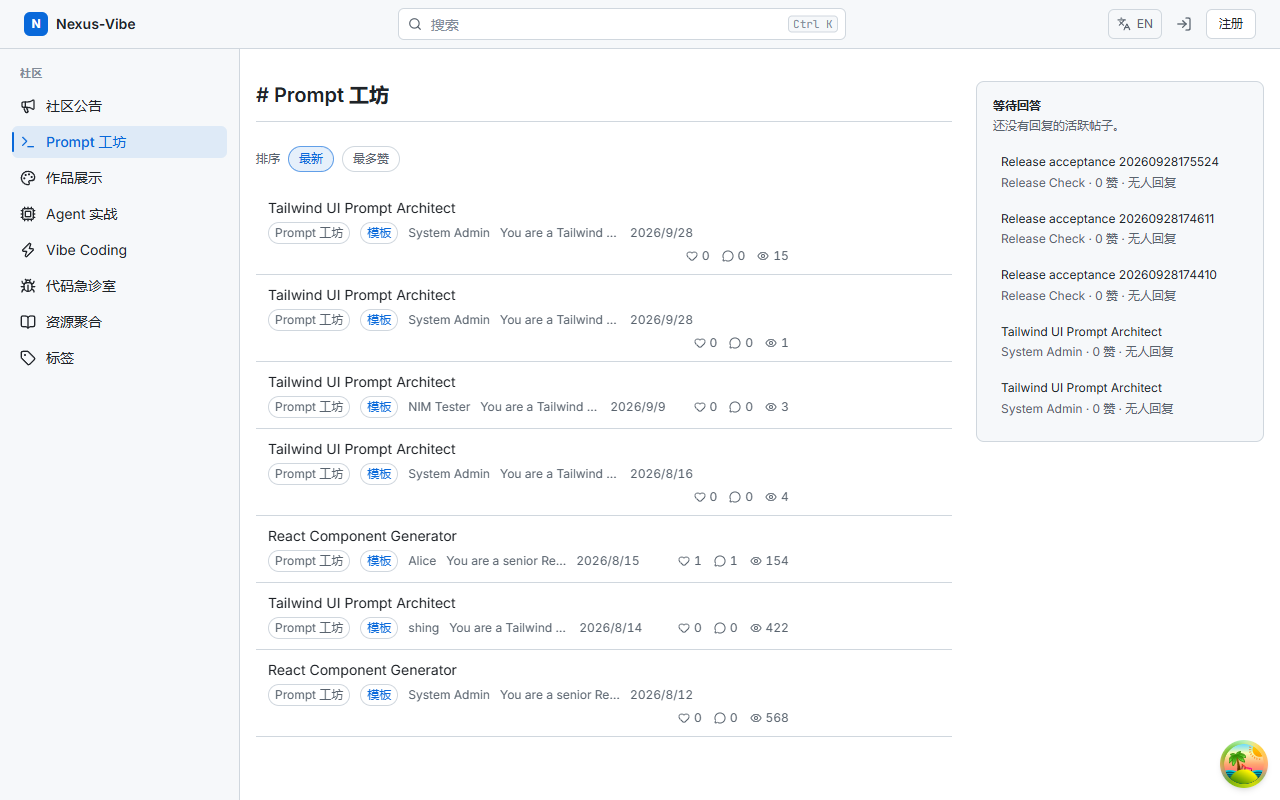 N Nexus-Vibe
搜索 Ctrl K
EN
注册
社区
社区公告
Prompt 工坊
作品展示
Agent 实战
Vibe Coding
代码急诊室
资源聚合
标签
# Prompt 工坊
排序 最新 最多赞
Tailwind UI Prompt Architect
Prompt 工坊 模板 System Admin You are a Tailwind ... 2026/9/28
0 0 15
Tailwind UI Prompt Architect
Prompt 工坊 模板 System Admin You are a Tailwind ... 2026/9/28
0 0 1
Tailwind UI Prompt Architect
Prompt 工坊 模板 NIM Tester You are a Tailwind ... 2026/9/9 0 0 3
Tailwind UI Prompt Architect
Prompt 工坊 模板 System Admin You are a Tailwind ... 2026/8/16
0 0 4
React Component Generator
Prompt 工坊 模板 Alice You are a senior Re... 2026/8/15 1 1 154
Tailwind UI Prompt Architect
Prompt 工坊 模板 shing You are a Tailwind ... 2026/8/14 0 0 422
React Component Generator
Prompt 工坊 模板 System Admin You are a senior Re... 2026/8/12
0 0 568
等待回答
还没有回复的活跃帖子。
Release acceptance 20260928175524
Release Check · 0 赞 · 无人回复
Release acceptance 20260928174611
Release Check · 0 赞 · 无人回复
Release acceptance 20260928174410
Release Check · 0 赞 · 无人回复
Tailwind UI Prompt Architect
System Admin · 0 赞 · 无人回复
Tailwind UI Prompt Architect
System Admin · 0 赞 · 无人回复